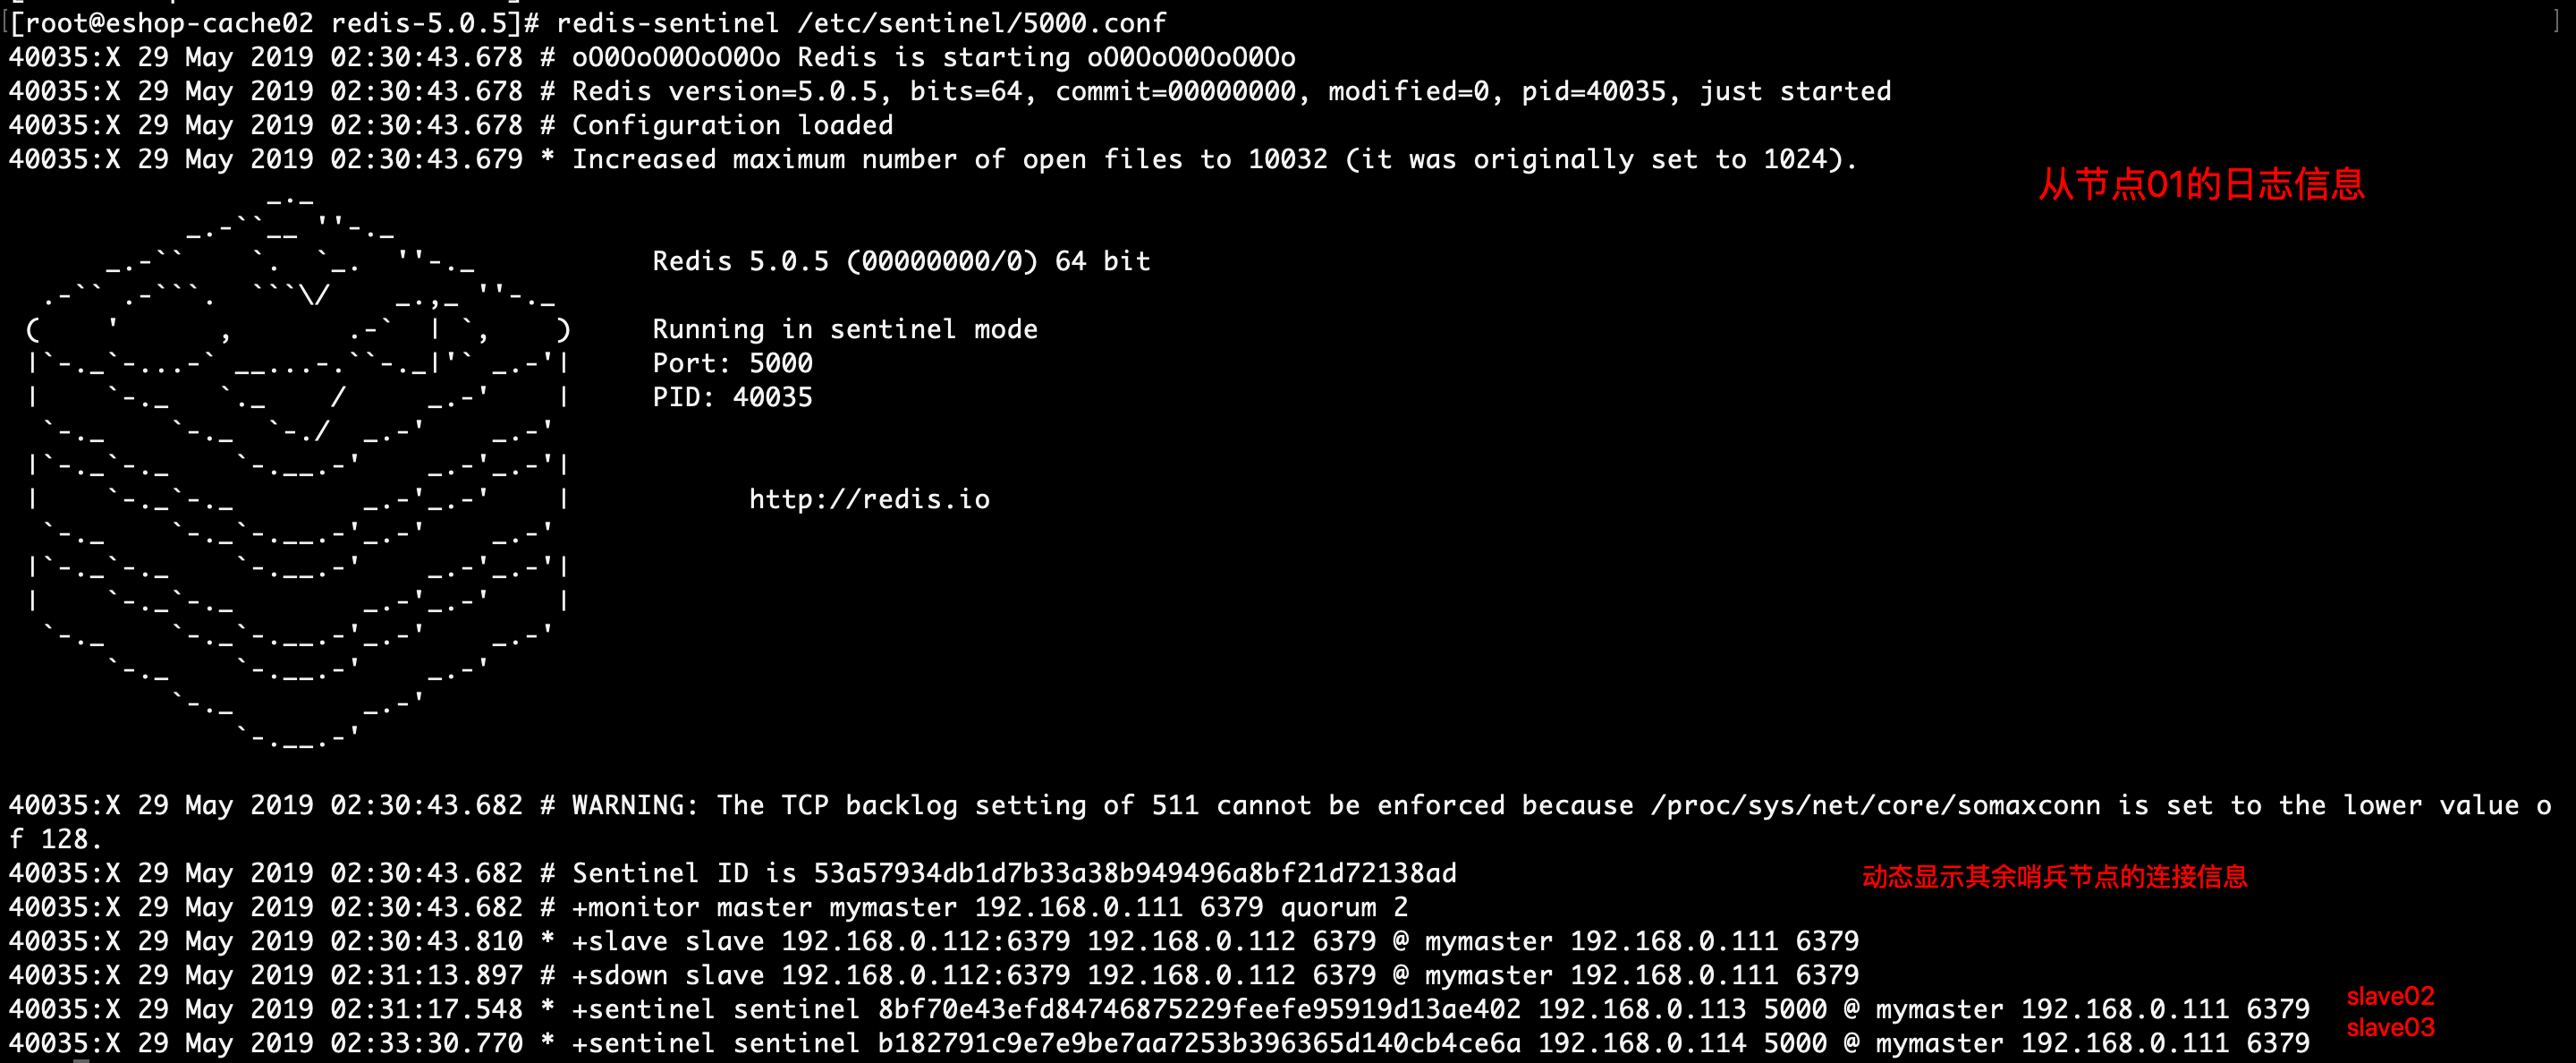 [root@eshop-cache02 redis-5.0.5]# redis-sentinel /etc/sentinel/5000.conf
40035:X 29 May 2019 02:30:43.678 # oO0OoO0OoO0Oo Redis is starting oO0OoO0OoO0Oo
40035:X 29 May 2019 02:30:43.678 # Redis version=5.0.5, bits=64, commit=00000000, modified=0, pid=40035, just started
40035:X 29 May 2019 02:30:43.678 # Configuration loaded
40035:X 29 May 2019 02:30:43.679 * Increased maximum number of open files to 10032 (it was originally set to 1024).
从节点01的日志信息
Redis 5.0.5 (00000000/0) 64 bit
Running in sentinel mode
Port: 5000
PID: 40035
http://redis.io
40035:X 29 May 2019 02:30:43.682 # WARNING: The TCP backlog setting of 511 cannot be enforced because /proc/sys/net/core/somaxconn is set to the lower value o
f 128.
40035:X 29 May 2019 02:30:43.682 # Sentinel ID is 53a57934db1d7b33a38b949496a8bf21d72138ad
动态显示其余哨兵节点的连接信息
40035:X 29 May 2019 02:30:43.682 # +monitor master mymaster 192.168.0.111 6379 quorum 2
40035:X 29 May 2019 02:30:43.810 * +slave slave 192.168.0.112:6379 192.168.0.112 6379 @ mymaster 192.168.0.111 6379
40035:X 29 May 2019 02:31:13.897 # +sdown slave 192.168.0.112:6379 192.168.0.112 6379 @ mymaster 192.168.0.111 6379
40035:X 29 May 2019 02:31:17.548 * +sentinel sentinel 8bf70e43efd84746875229feefe95919d13ae402 192.168.0.113 5000 @ mymaster 192.168.0.111 6379
slave02
40035:X 29 May 2019 02:33:30.770 * +sentinel sentinel b182791c9e7e9be7aa7253b396365d140cb4ce6a 192.168.0.114 5000 @ mymaster 192.168.0.111 6379
slave03